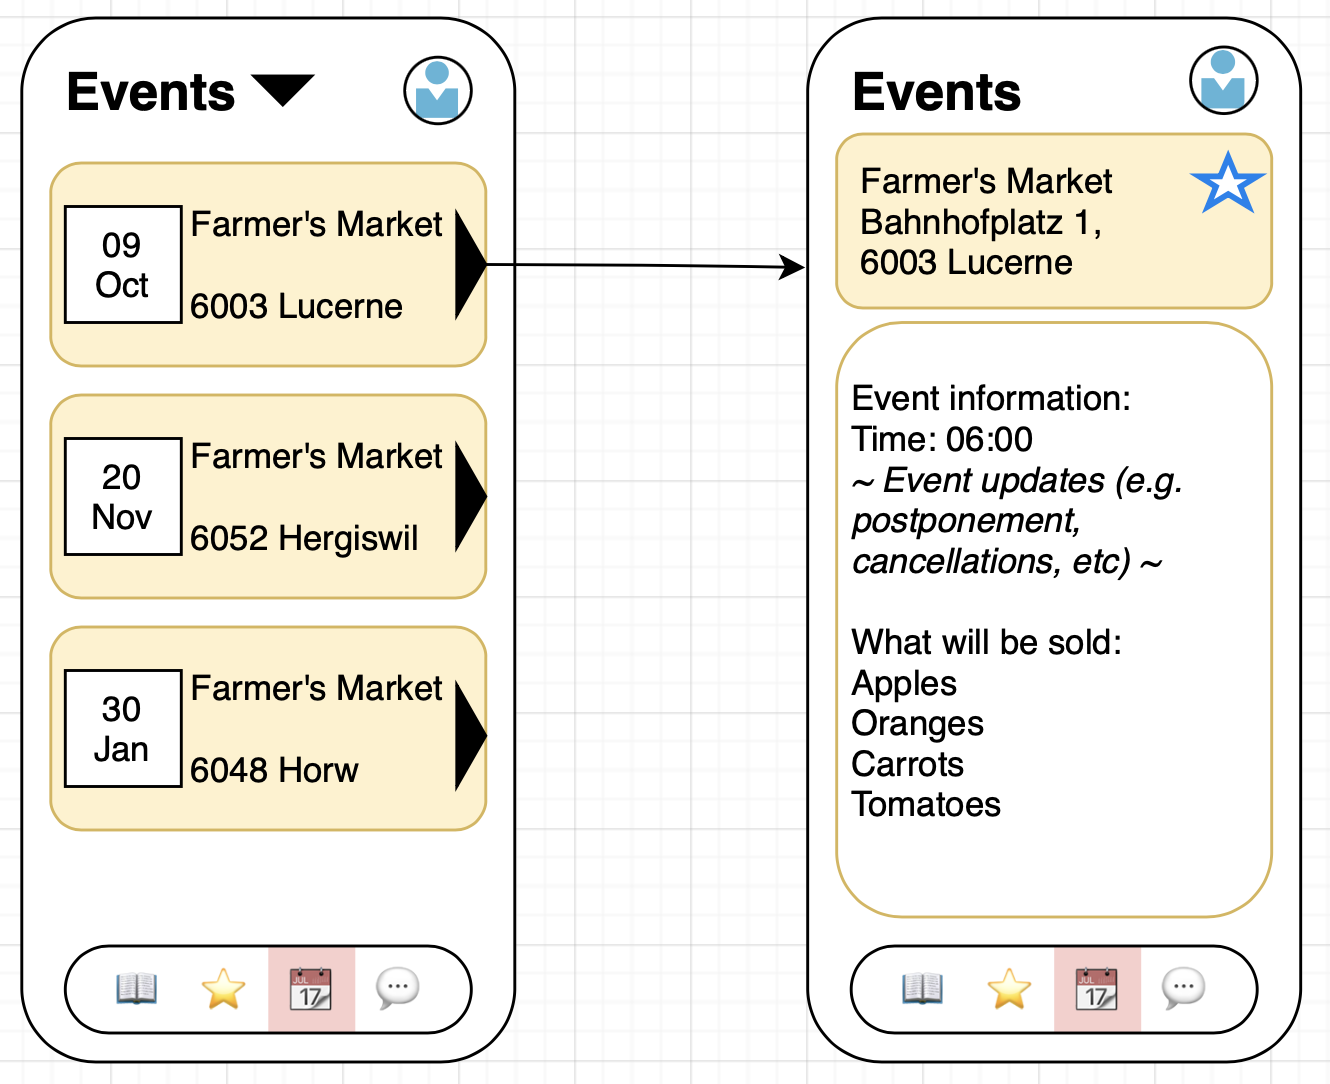 Events
09
Oct
Farmer's Market
6003 Lucerne
20
Nov
Farmer's Market
6052 Hergiswil
30
Jan
Farmer's Market
6048 Horw
JUL
17
Events
Farmer's Market
Bahnhofplatz 1,
6003 Lucerne
Event information:
Time: 06:00
~ Event updates (e.g.
postponement,
cancellations, etc) ~
What will be sold:
Apples
Oranges
Carrots
Tomatoes
JUL
17